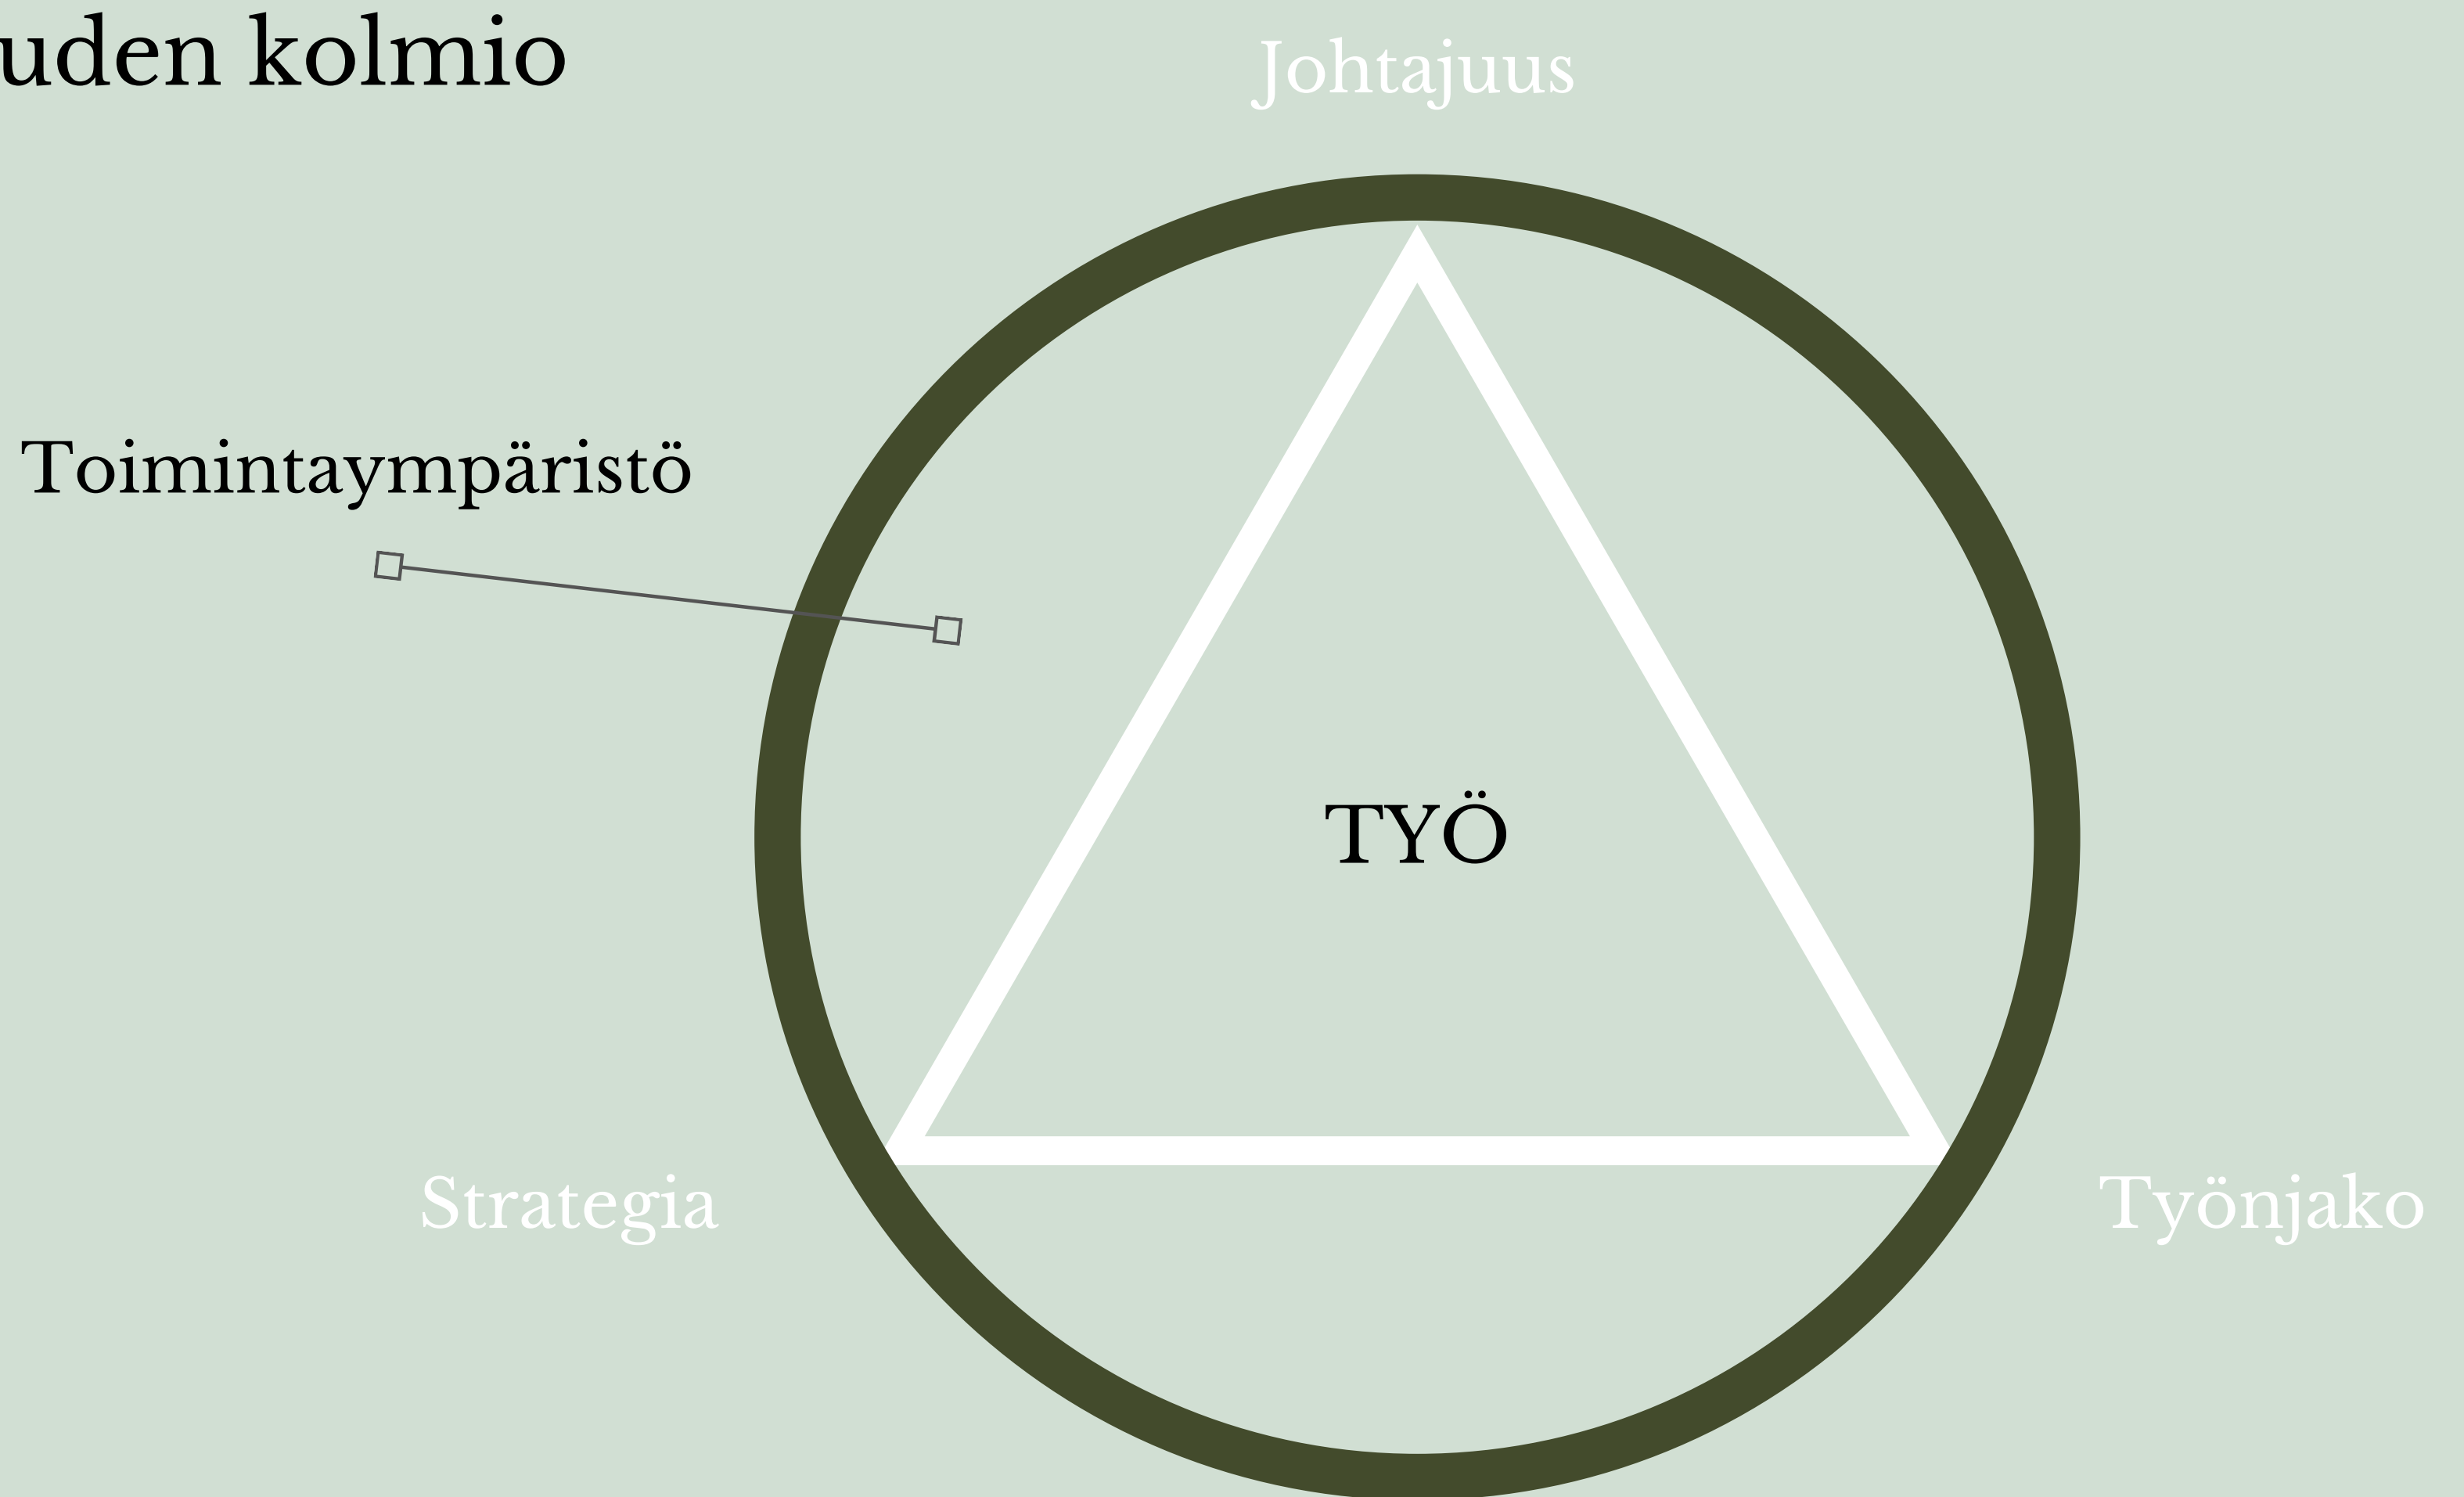 uden kolmio
Johtajuus
Toimintaympäristö
TYÖ
Strategia
Työnjako